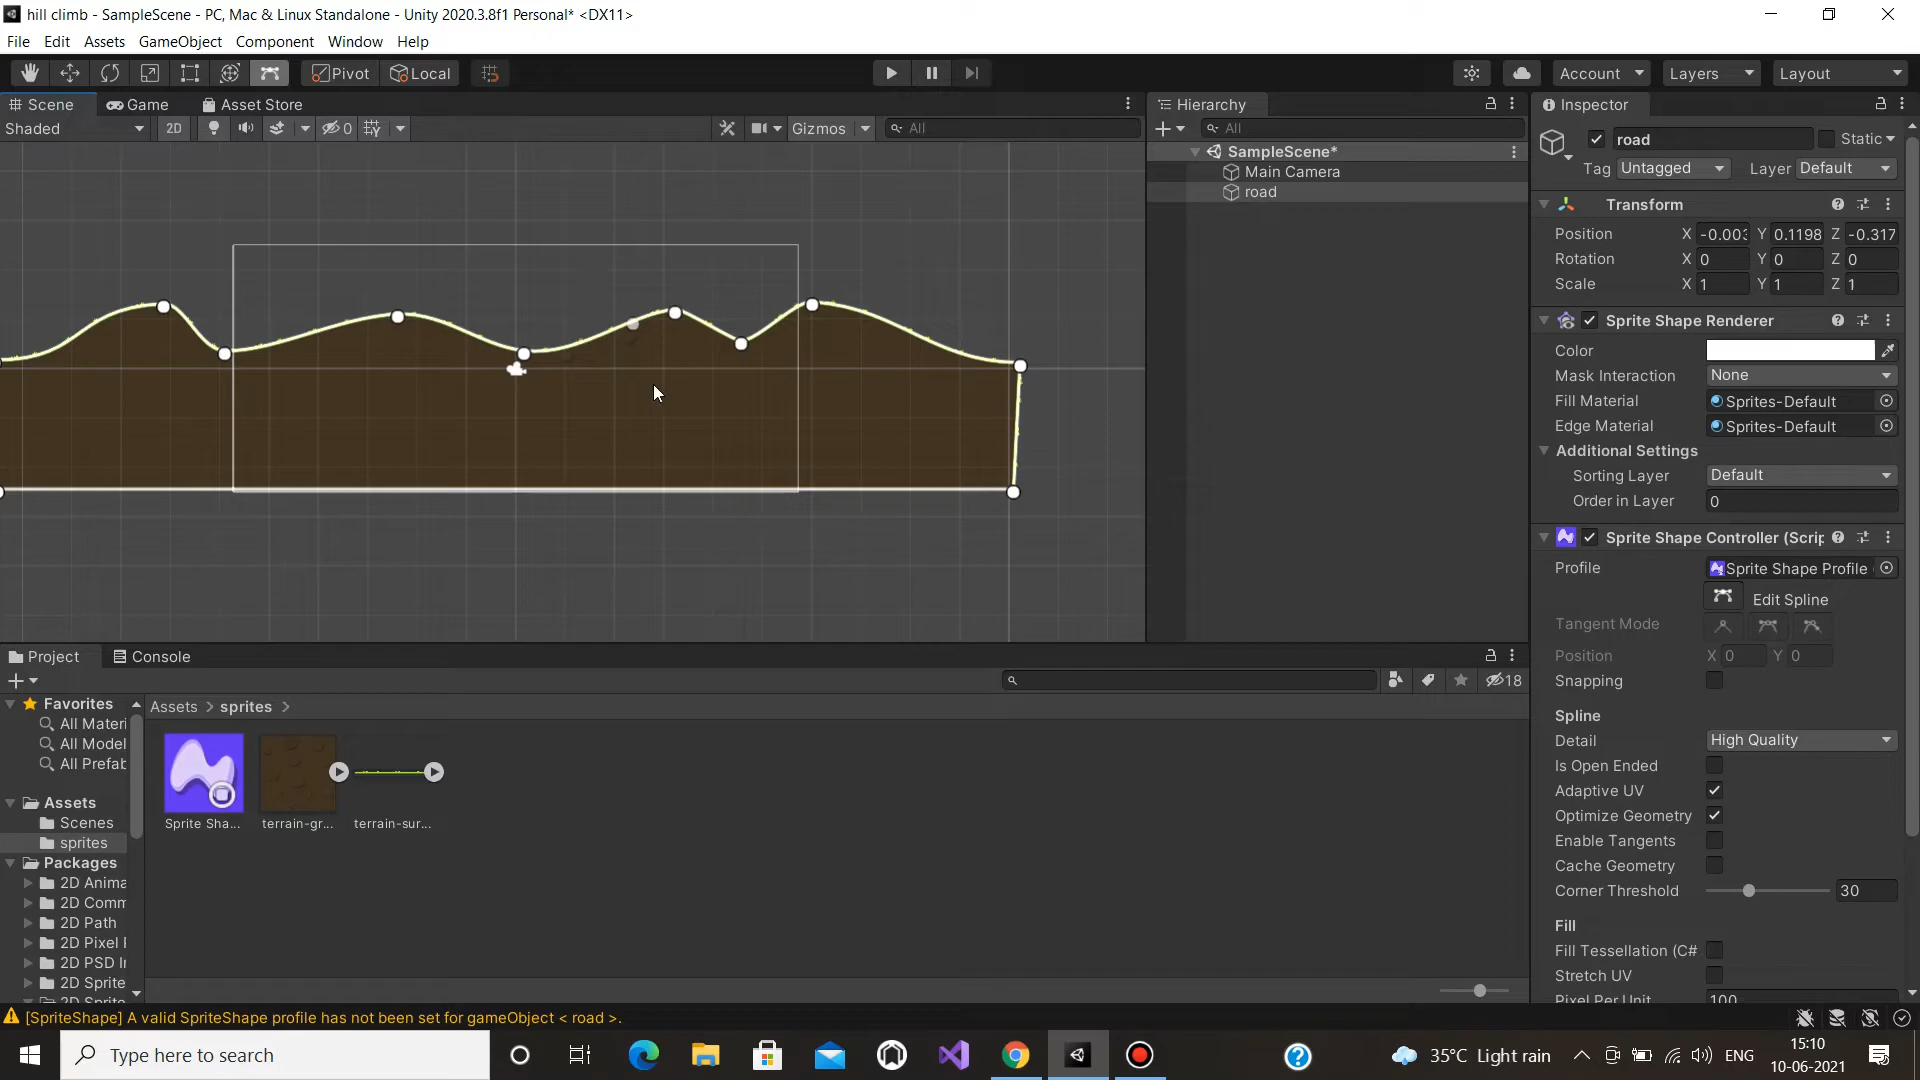 hill climb - SampleScene - PC, Mac & Linux Standalone - Unity 2020.3.8f1 Personal* <DX11>
File Edit Assets GameObject Component Window Help
Pivot Local Account Layers Layout
Scene Game Asset Store
Shaded 2D 0 Gizmos All
Hierarchy
All
SampleScene*
Main Camera
road
Inspector
road Static
Tag Untagged Layer Default
Transform
Position X -0.003 Y 0.1198 Z -0.317
Rotation X 0 Y 0 Z 0
Scale X 1 Y 1 Z 1
Sprite Shape Renderer
Color
Mask Interaction None
Fill Material Sprites-Default
Edge Material Sprites-Default
Additional Settings
Sorting Layer Default
Order in Layer 0
Sprite Shape Controller (Scrip
Profile Sprite Shape Profile
Edit Spline
Tangent Mode
Position X 0 Y 0
Snapping
Spline
Detail High Quality
Is Open Ended
Adaptive UV
Optimize Geometry
Enable Tangents
Cache Geometry
Corner Threshold 30
Fill
Fill Tessellation (C#
Stretch UV
Pixel Per Unit 100
Project Console
18
Favorites
All Materi
All Model
All Prefab
Assets
Scenes
sprites
Packages
2D Anima
2D Comm
2D Path
2D Pixel F
2D PSD I
2D Sprite
2D Sprite
Assets > sprites >
Sprite Sha... terrain-gr... terrain-sur...
[SpriteShape] A valid SpriteShape profile has not been set for gameObject < road >.
Type here to search
35°C Light rain ENG
15:10
10-06-2021